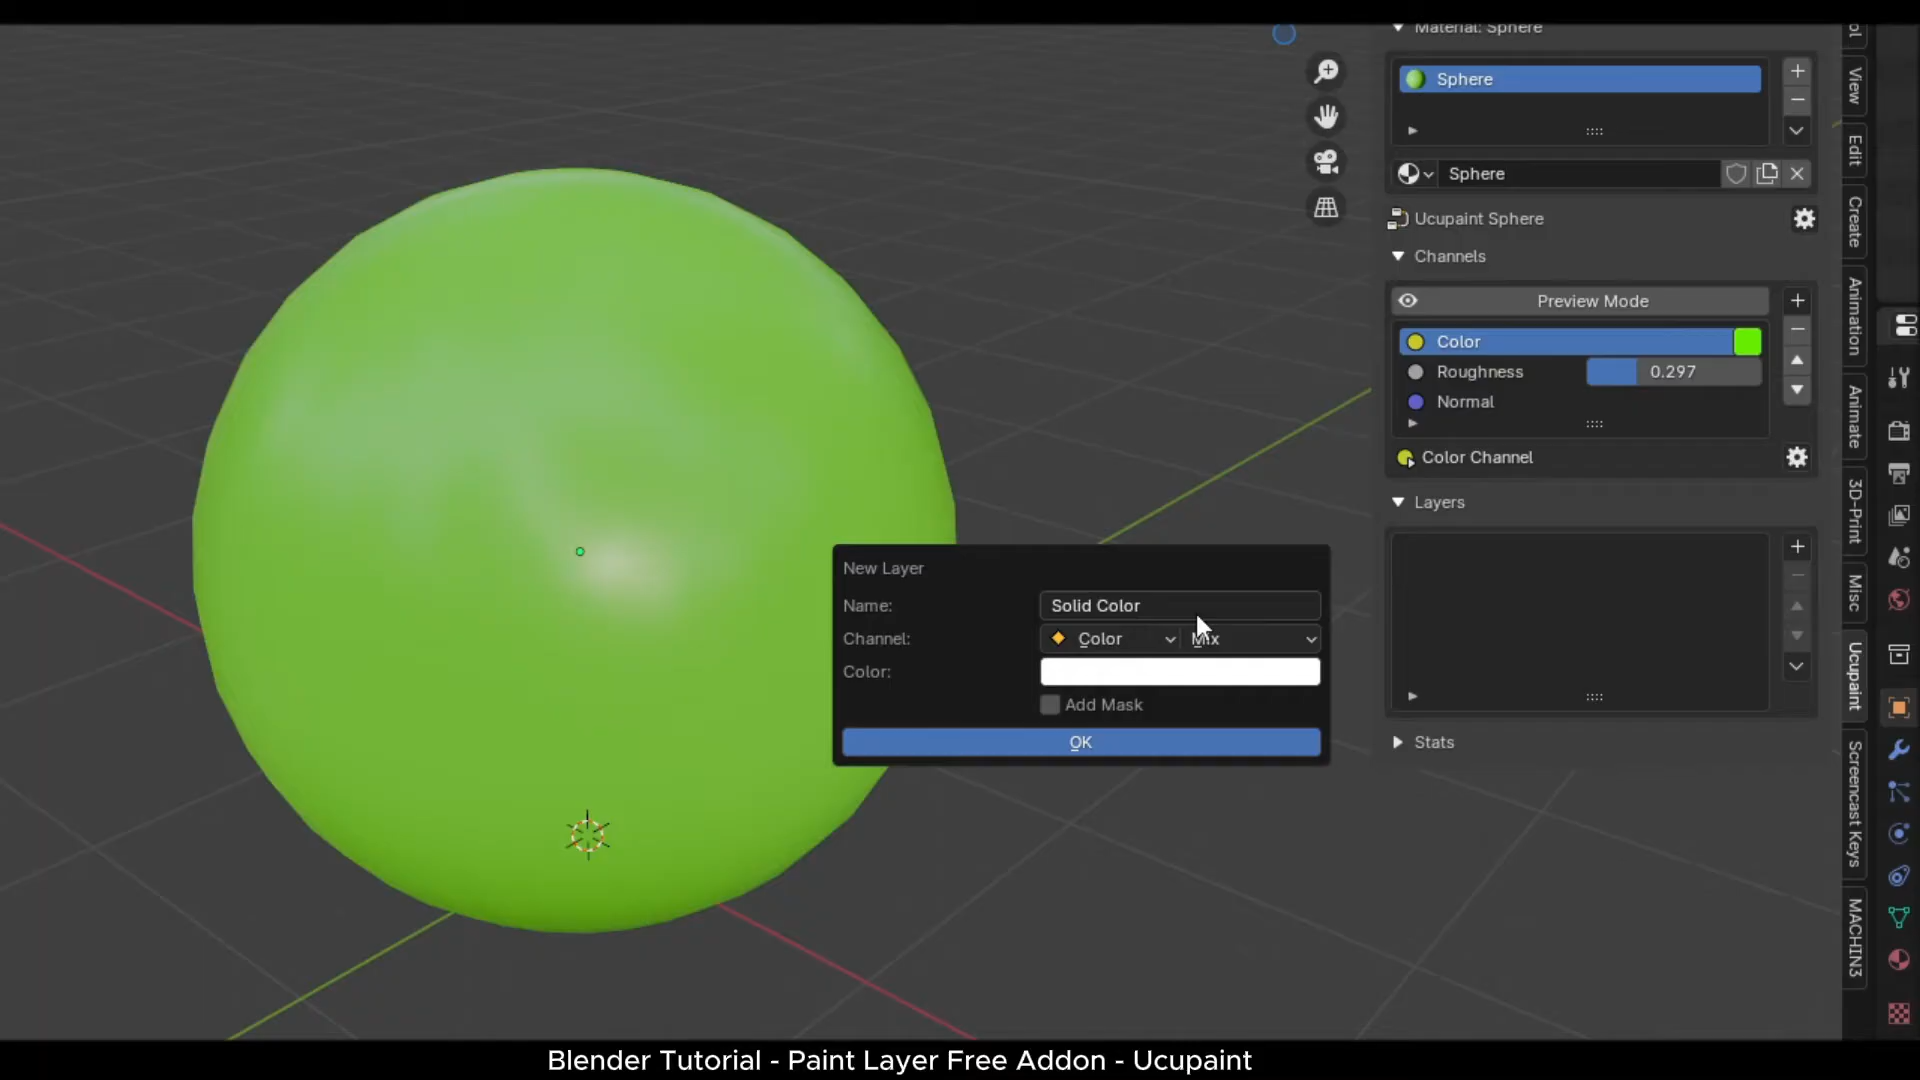 Material: Sphere
Sphere
Sphere
Ucupaint Sphere
Channels
Preview Mode
Color
Roughness 0.297
Normal
Color Channel
Layers
Stats
New Layer
Name: Solid Color
Channel: Color Mix
Color:
Add Mask
OK
View
Edit
Create
Animation
Animate
3D-Print
Misc
Ucupaint
Screencast Keys
MACHIN3
Blender Tutorial - Paint Layer Free Addon - Ucupaint